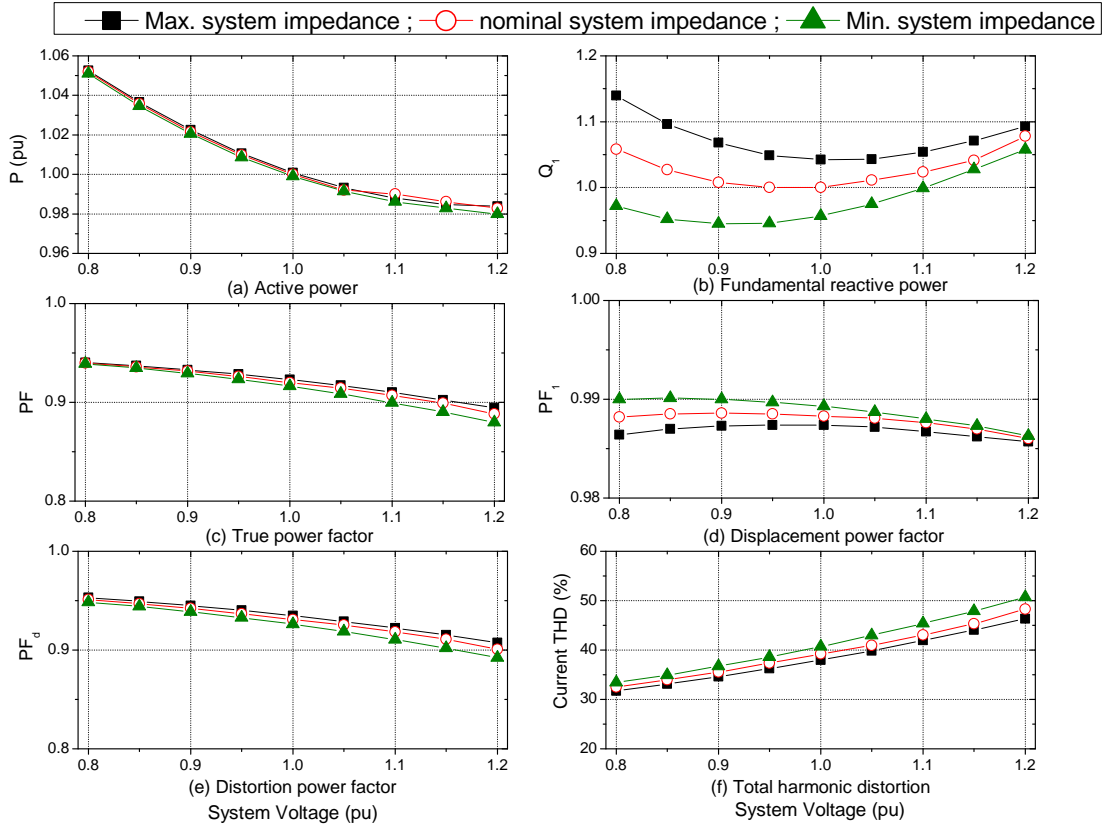 Max. system impedance ; nominal system impedance ; Min. system impedance
1.06
1.04
1.02
1.00
0.98
0.96
P (pu)
0.8 0.9 1.0 1.1 1.2
(a) Active power
1.2
1.1
1.0
0.9
Q1
0.8 0.9 1.0 1.1 1.2
(b) Fundamental reactive power
1.0
0.9
0.8
PF
0.8 0.9 1.0 1.1 1.2
(c) True power factor
1.00
0.99
0.98
PF1
0.8 0.9 1.0 1.1 1.2
(d) Displacement power factor
1.0
0.9
0.8
PFd
0.8 0.9 1.0 1.1 1.2
(e) Distortion power factor
System Voltage (pu)
60
50
40
30
20
Current THD (%)
0.8 0.9 1.0 1.1 1.2
(f) Total harmonic distortion
System Voltage (pu)